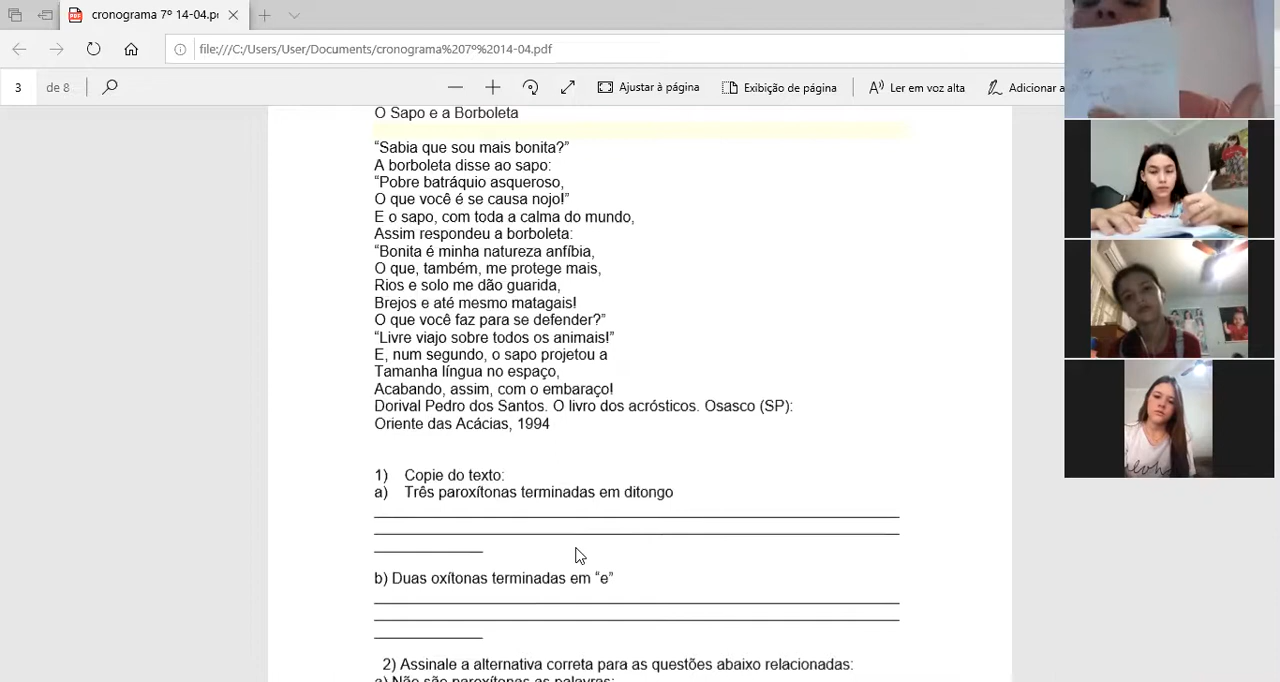 cronograma 7º 14-04.p
file:///C:/Users/User/Documents/cronograma%207º%2014-04.pdf
3 de 8
Ajustar à página
Exibição de página
Ler em voz alta
Adicionar
O Sapo e a Borboleta
“Sabia que sou mais bonita?”
A borboleta disse ao sapo:
“Pobre batráquio asqueroso,
O que você é se causa nojo!”
E o sapo, com toda a calma do mundo,
Assim respondeu a borboleta:
“Bonita é minha natureza anfíbia,
O que, também, me protege mais,
Rios e solo me dão guarida,
Brejos e até mesmo matagais!
O que você faz para se defender?”
“Livre viajo sobre todos os animais!”
E, num segundo, o sapo projetou a
Tamanha língua no espaço,
Acabando, assim, com o embaraço!
Dorival Pedro dos Santos. O livro dos acrósticos. Osasco (SP):
Oriente das Acácias, 1994
1) Copie do texto:
a) Três paroxítonas terminadas em ditongo
b) Duas oxítonas terminadas em “e”
2) Assinale a alternativa correta para as questões abaixo relacionadas:
a) Não são paroxítonas as palavras: